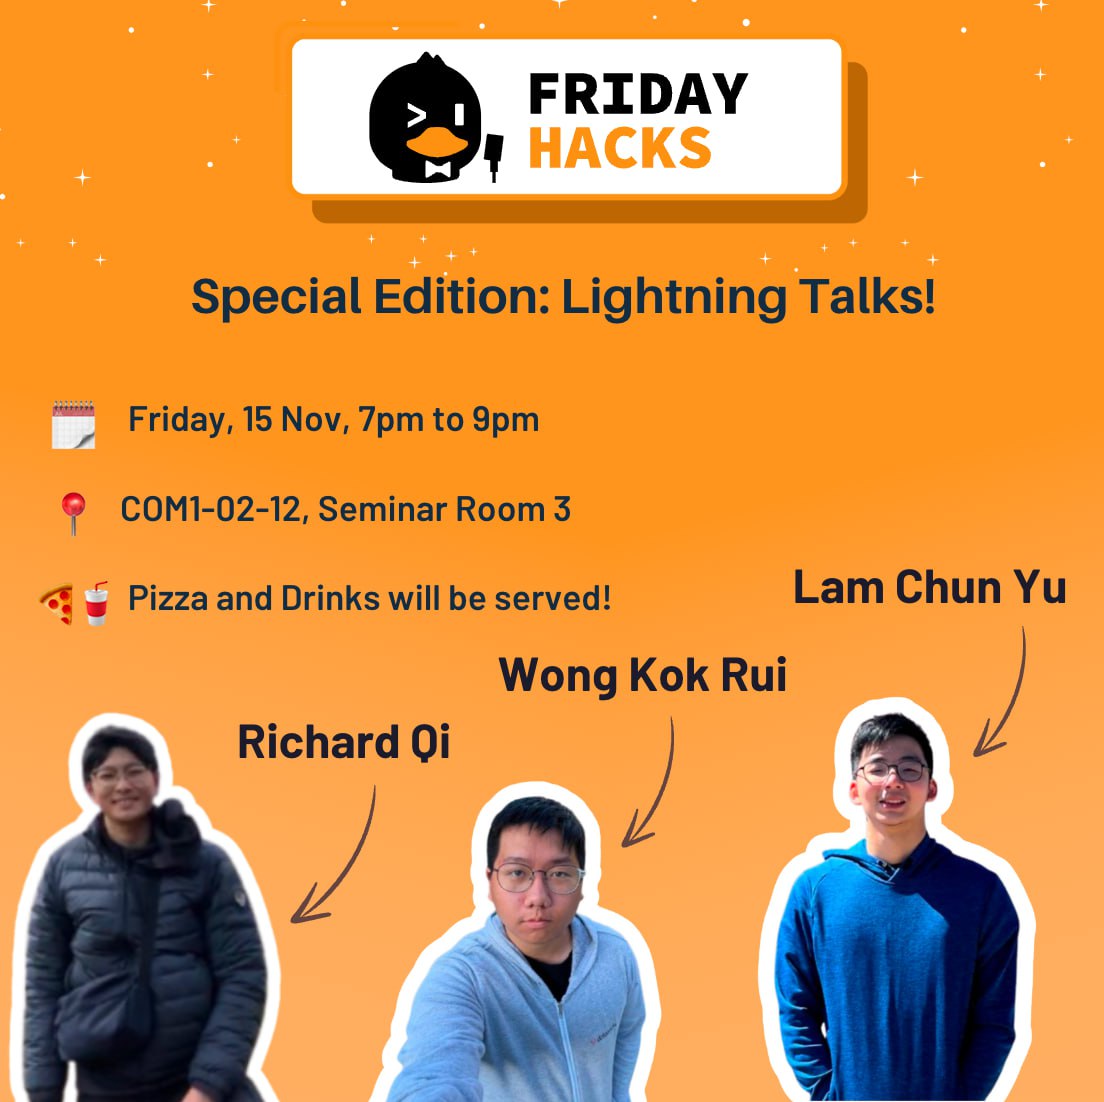 FRIDAY
HACKS
Special Edition: Lightning Talks!
Friday, 15 Nov, 7pm to 9pm
COM1-02-12, Seminar Room 3
Pizza and Drinks will be served!
Lam Chun Yu
Wong Kok Rui
Richard Qi